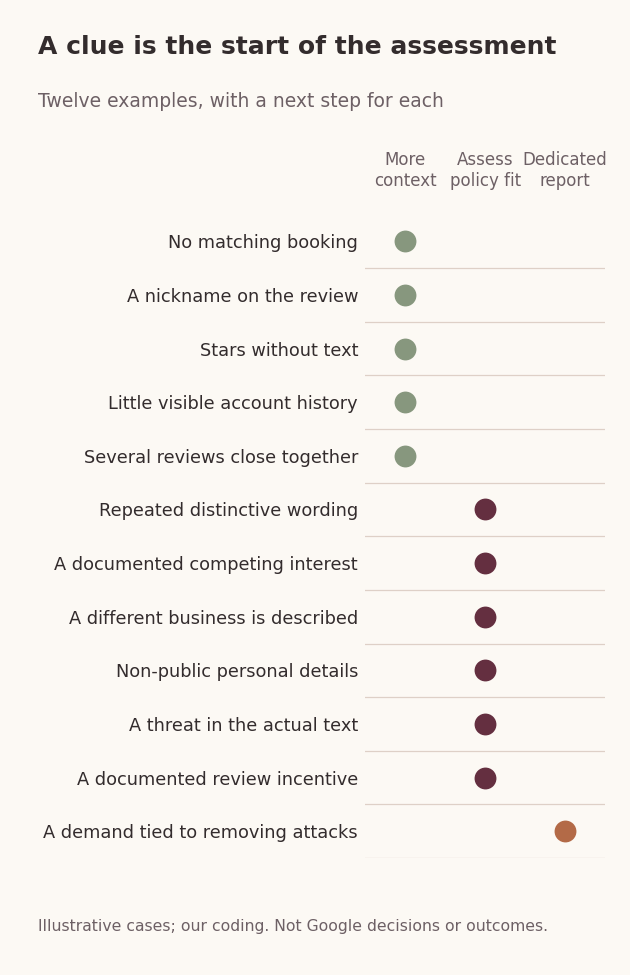 A clue is the start of the assessment
Twelve examples, with a next step for each
More context
Assess policy fit
Dedicated report
No matching booking
A nickname on the review
Stars without text
Little visible account history
Several reviews close together
Repeated distinctive wording
A documented competing interest
A different business is described
Non-public personal details
A threat in the actual text
A documented review incentive
A demand tied to removing attacks
Illustrative cases; our coding. Not Google decisions or outcomes.